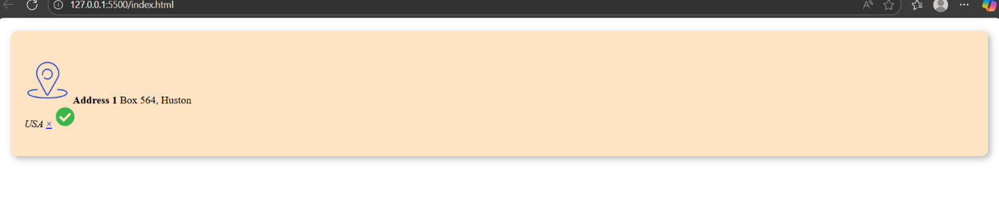 127.0.0.1:5500/index.html
Address 1 Box 564, Huston
USA ×